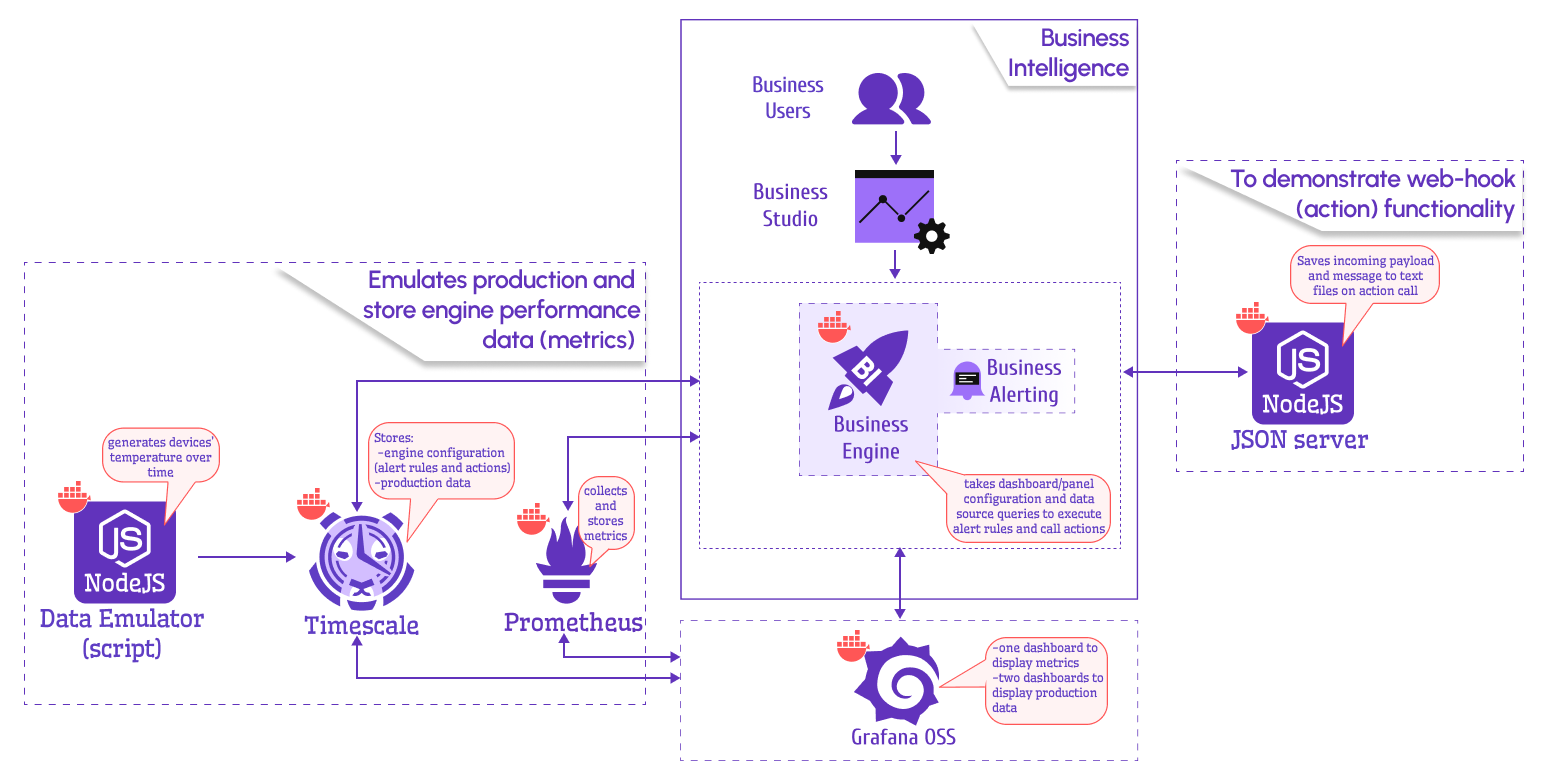 Business
Intelligence
Business
Users
Business
Studio
To demonstrate web-hook
(action) functionality
Saves incoming payload
and message to text
files on action call
JS
NodeJS
JSON server
Emulates production and
store engine performance
data (metrics)
BI
Business
Engine
Business
Alerting
takes dashboard/panel
configuration and data
source queries to execute
alert rules and call actions
generates devices'
temperature over
time
JS
NodeJS
Data Emulator
(script)
Stores:
-engine configuration
(alert rules and actions)
-production data
Timescale
collects
and
stores
metrics
Prometheus
-one dashboard to
display metrics
-two dashboards to
display production
data
Grafana OSS